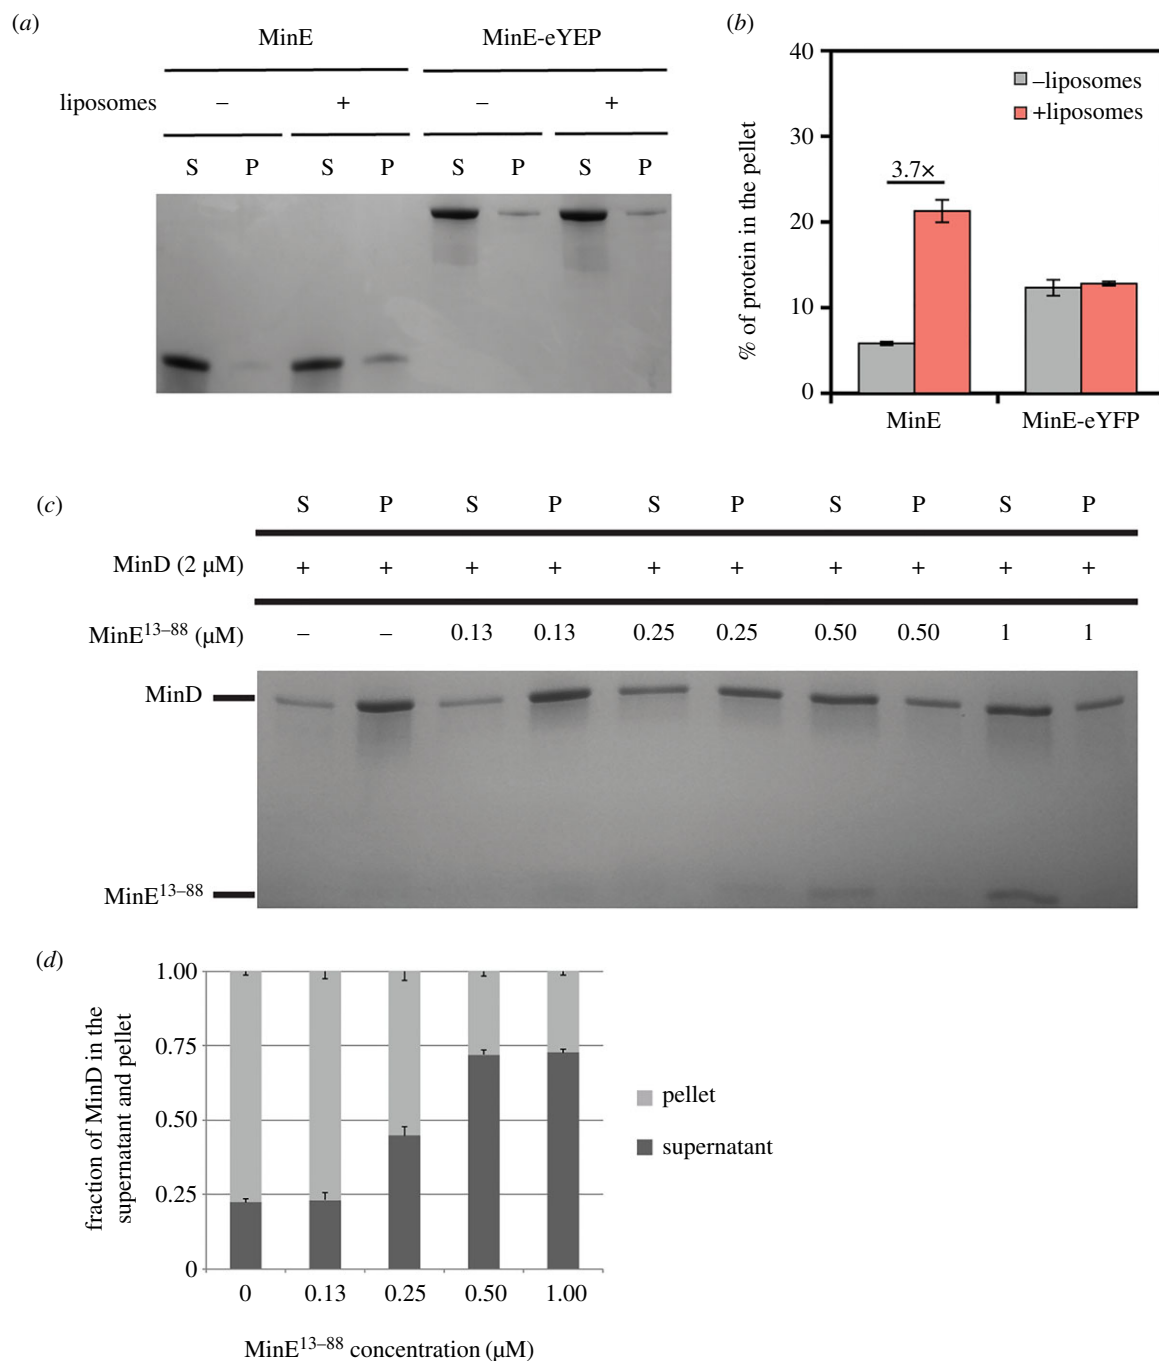 (a)
MinE MinE-eYEP
liposomes – + – +
S P S P S P S P
(b)
40
30
20
10
0
% of protein in the pellet
–liposomes
+liposomes
3.7×
MinE MinE-eYFP
(c)
S P S P S P S P S P
MinD (2 µM) + + + + + + + + + +
MinE13–88 (µM) – – 0.13 0.13 0.25 0.25 0.50 0.50 1 1
MinD
MinE13–88
(d)
1.00
0.75
0.50
0.25
0
fraction of MinD in the
supernatant and pellet
pellet
supernatant
0 0.13 0.25 0.50 1.00
MinE13–88 concentration (µM)